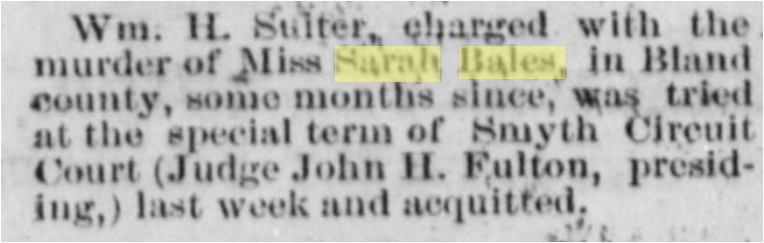 Wm. H. Suiter, charged with the
murder of Miss Sarah Bales, in Bland
county, some months since, was tried
at the special term of Smyth Circuit
Court (Judge John H. Fulton, presid-
ing,) last week and acquitted.